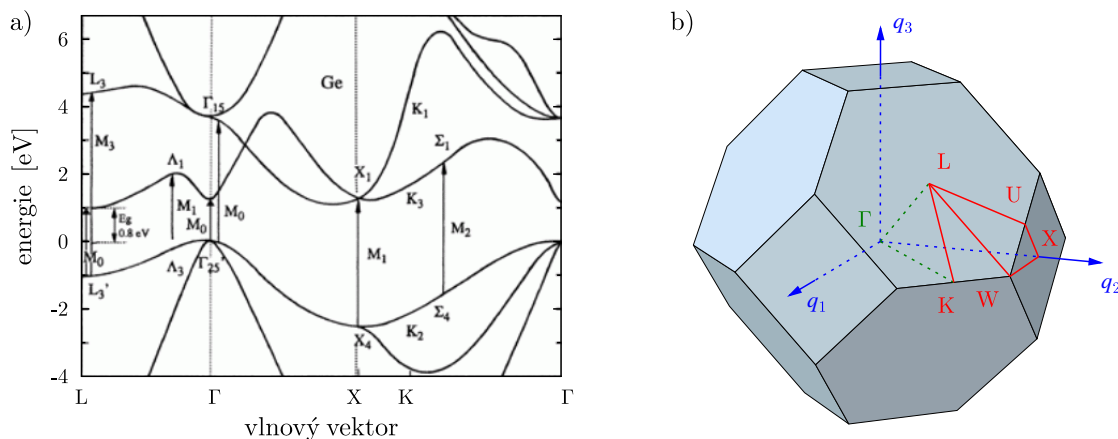 a)
energie [eV]
6
4
2
0
-2
-4
L₃
Γ₁₅
Ge
K₁
M₃
Λ₁
X₁
Σ₁
M₁
M₀
M₀
K₃
Eg
0.8 eV
M₂
M₀
Λ₃
Γ₂₅'
M₁
L₃'
Σ₄
X₄
K₂
L Γ X K Γ
vlnový vektor
b)
q₃
L
U
Γ
X
q₁
K
W
q₂